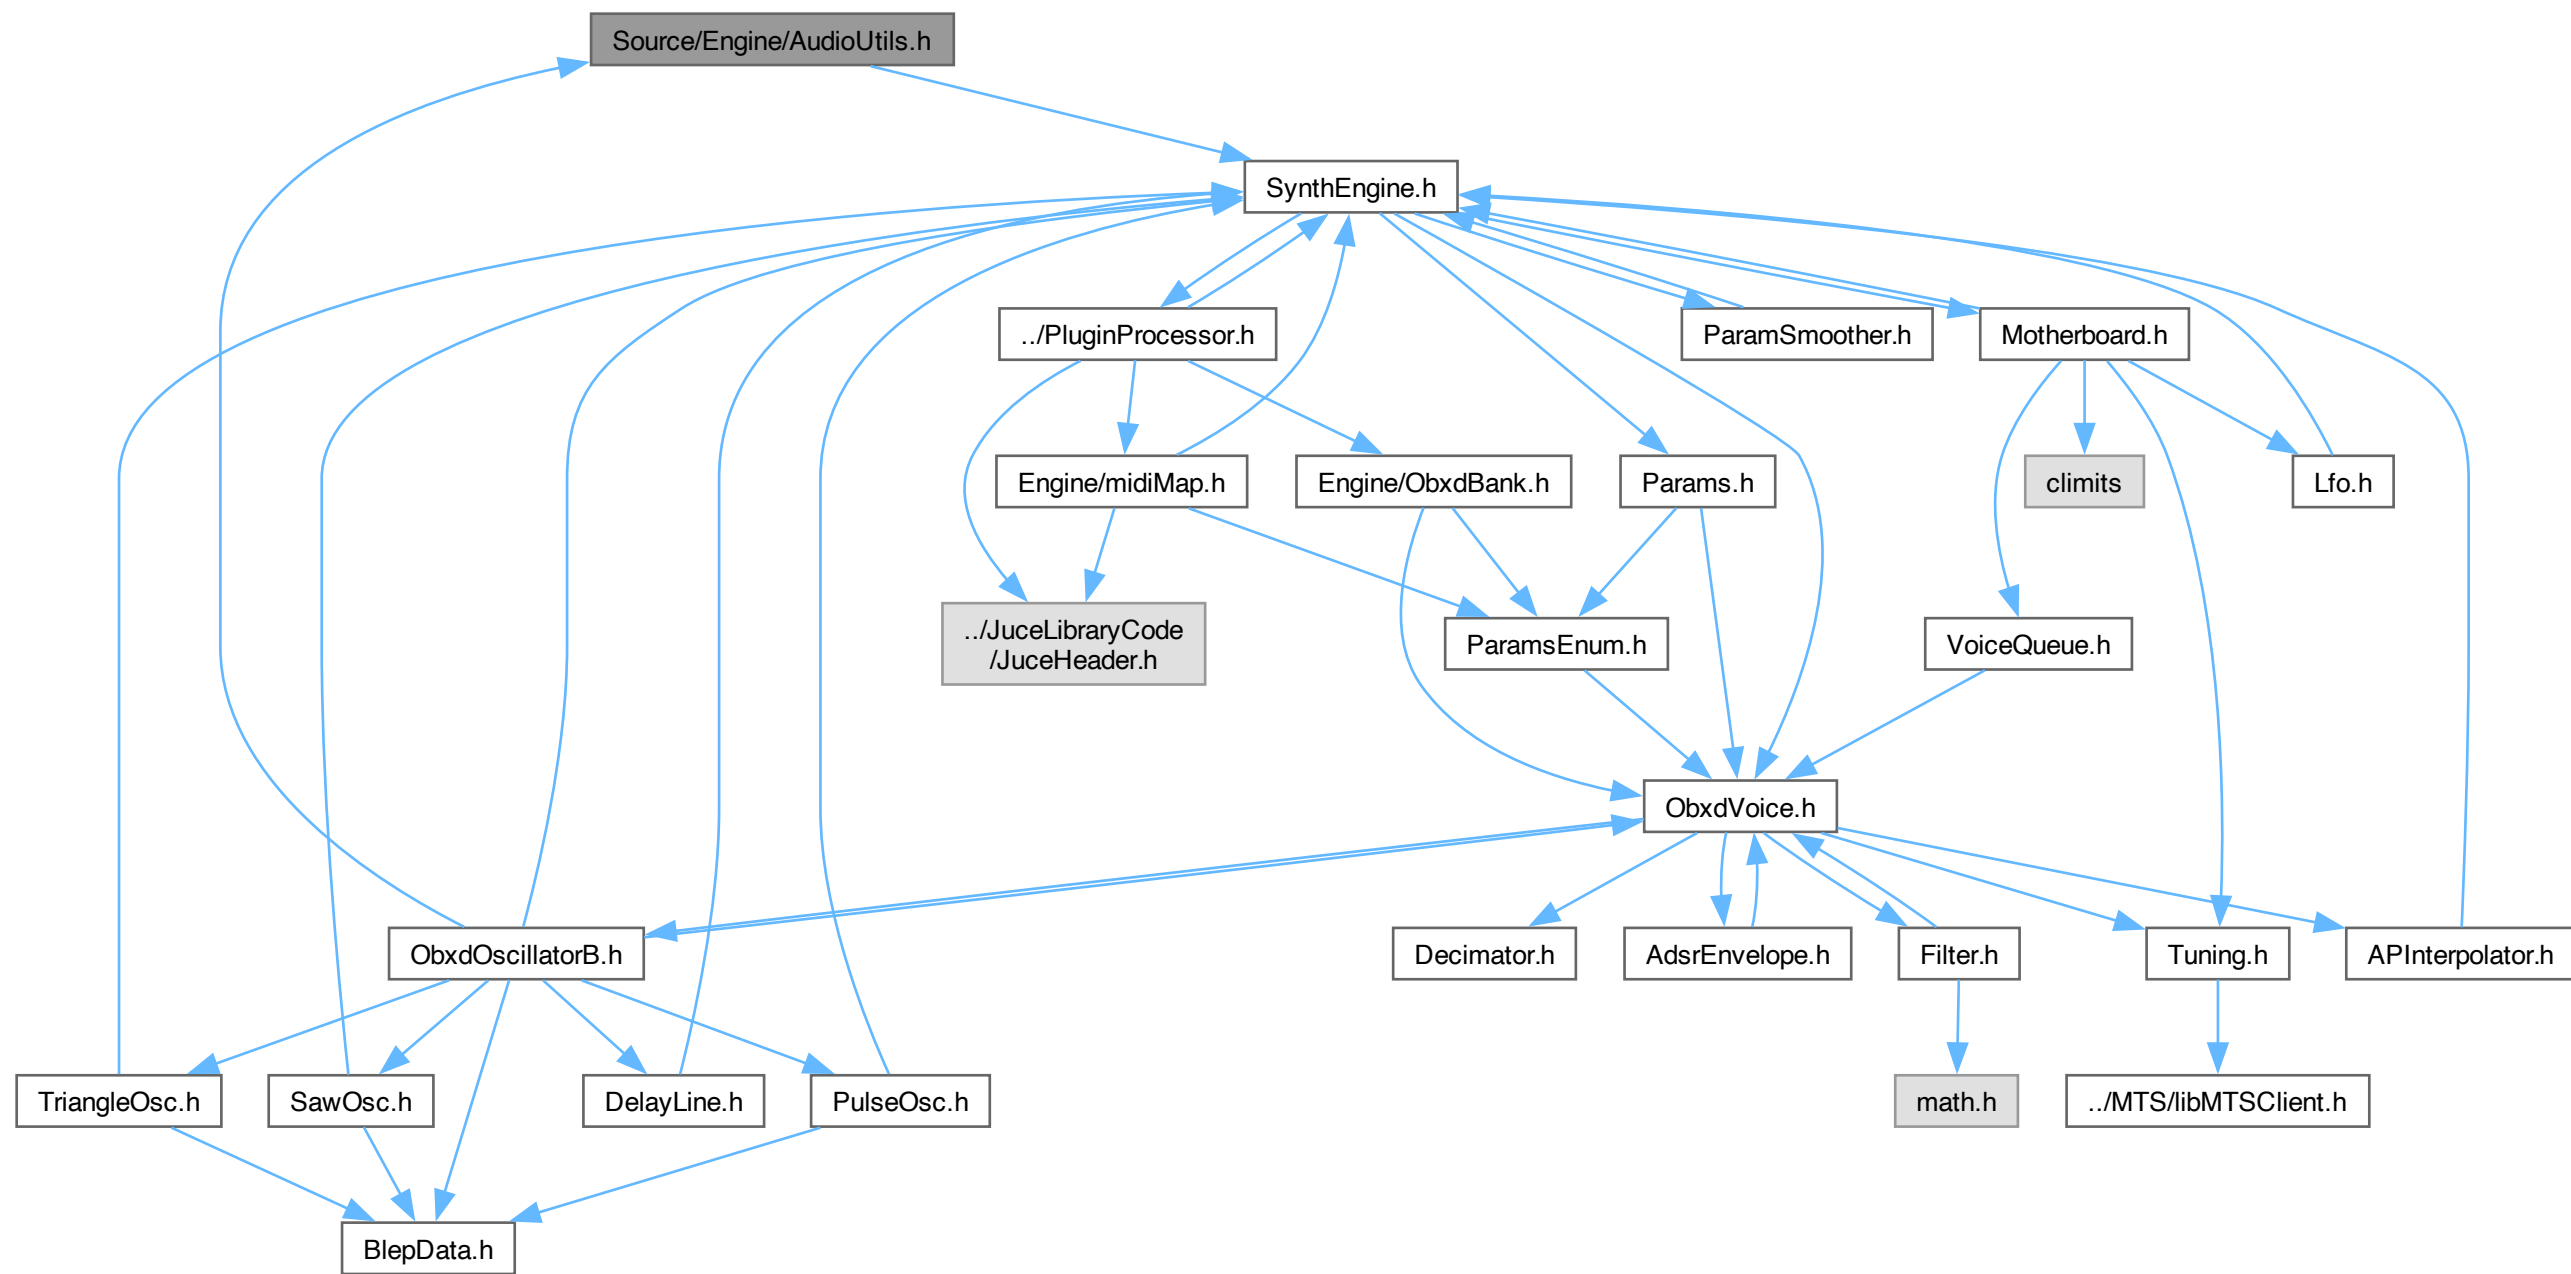 Source/Engine/AudioUtils.h
SynthEngine.h
../PluginProcessor.h
ParamSmoother.h
Motherboard.h
Engine/midiMap.h
Engine/ObxdBank.h
Params.h
climits
Lfo.h
../JuceLibraryCode
/JuceHeader.h
ParamsEnum.h
VoiceQueue.h
ObxdVoice.h
ObxdOscillatorB.h
Decimator.h
AdsrEnvelope.h
Filter.h
Tuning.h
APInterpolator.h
TriangleOsc.h
SawOsc.h
DelayLine.h
PulseOsc.h
math.h
../MTS/libMTSClient.h
BlepData.h